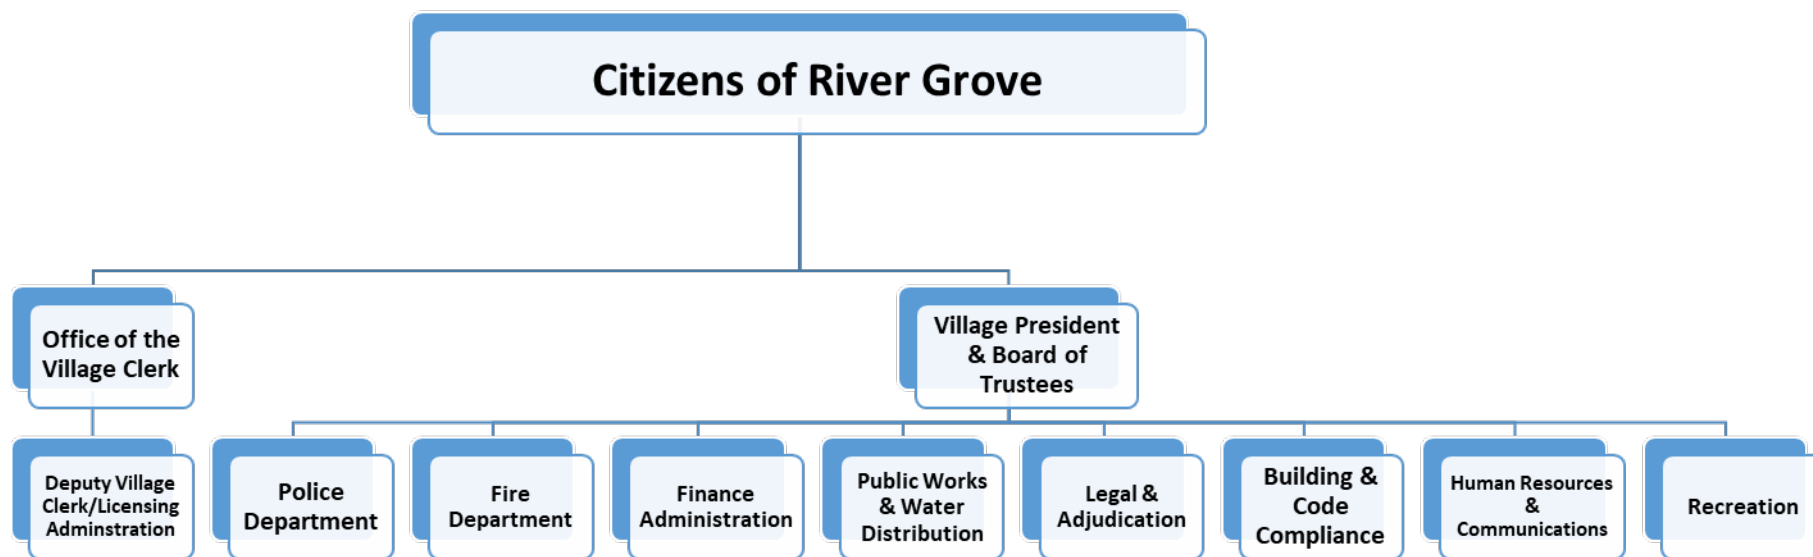 Citizens of River Grove
Office of the
Village Clerk
Village President
& Board of
Trustees
Deputy Village
Clerk/Licensing
Adminstration
Police
Department
Fire
Department
Finance
Administration
Public Works
& Water
Distribution
Legal &
Adjudication
Building &
Code
Compliance
Human Resources
&
Communications
Recreation